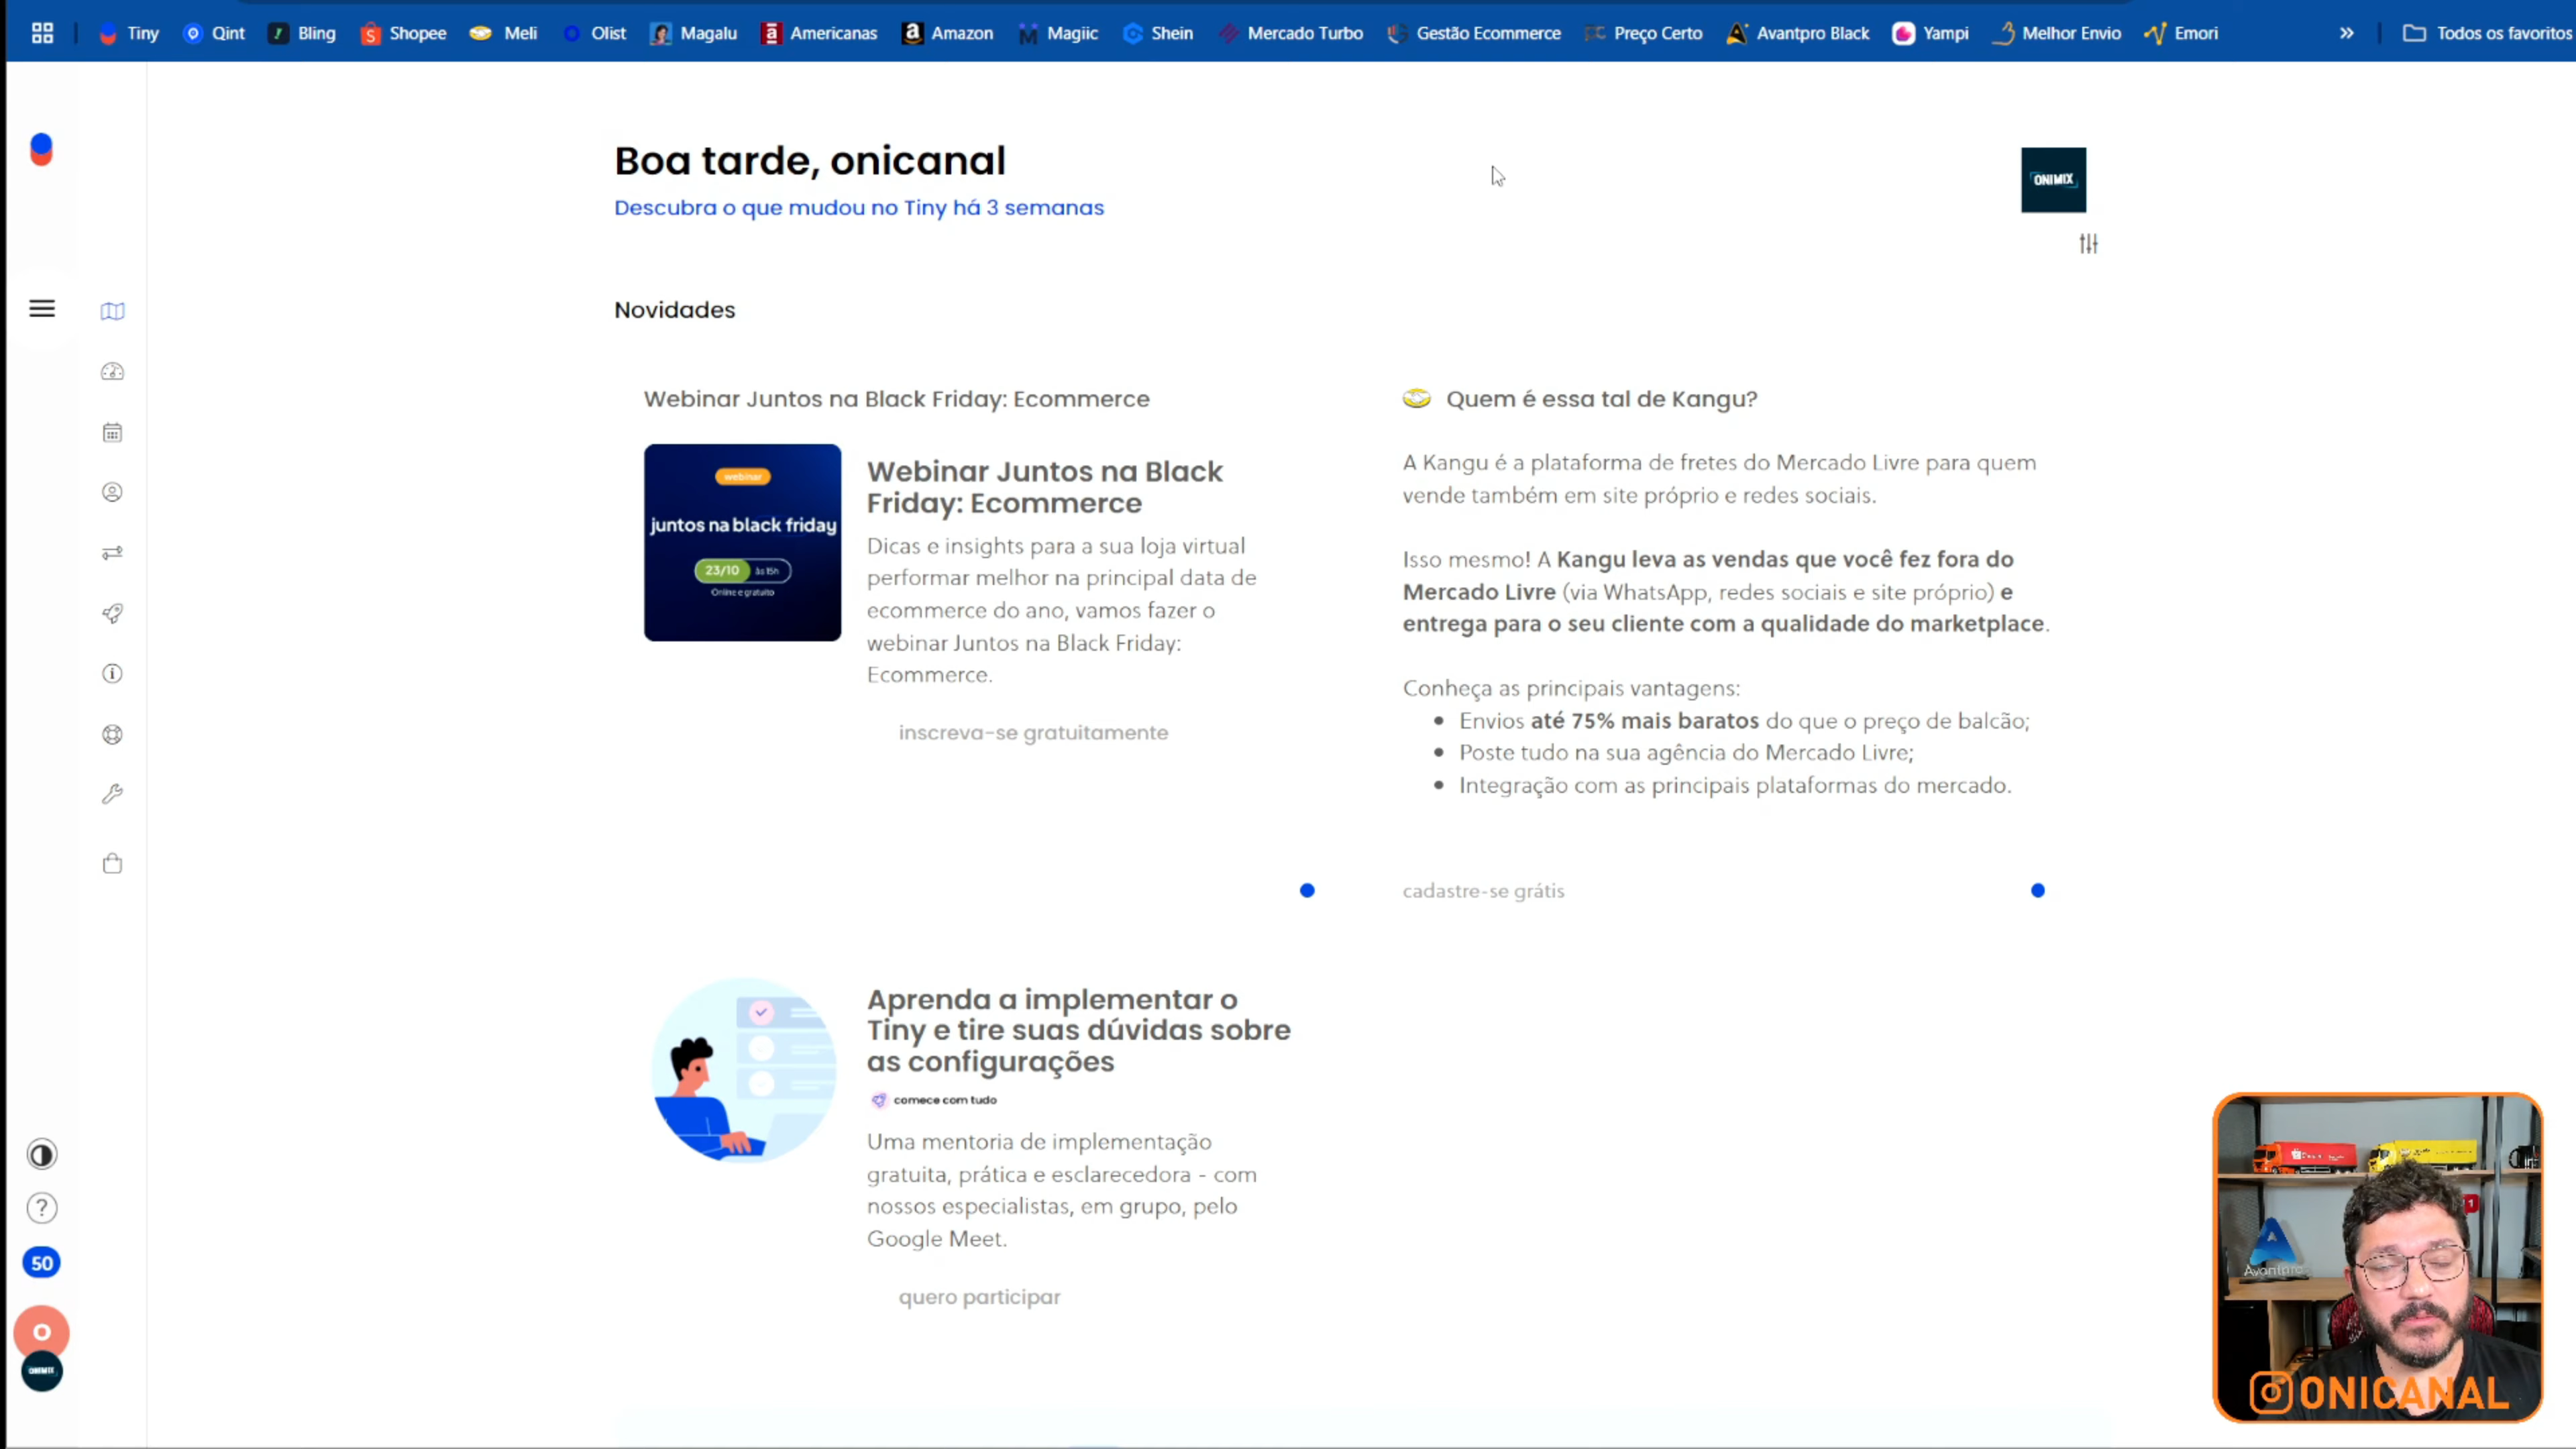 Tiny Qint Bling Shopee Meli Olist Magalu Americanas Amazon Magiic Shein Mercado Turbo Gestão Ecommerce Preço Certo Avantpro Black Yampi Melhor Envio Emori » Todos os favoritos
Boa tarde, onicanal
Descubra o que mudou no Tiny há 3 semanas
ONIMIX
Novidades
Webinar Juntos na Black Friday: Ecommerce
webinar
juntos na black friday
23/10 às 15h
Online e gratuito
Webinar Juntos na Black
Friday: Ecommerce
Dicas e insights para a sua loja virtual
performar melhor na principal data de
ecommerce do ano, vamos fazer o
webinar Juntos na Black Friday:
Ecommerce.
inscreva-se gratuitamente
Quem é essa tal de Kangu?
A Kangu é a plataforma de fretes do Mercado Livre para quem
vende também em site próprio e redes sociais.
Isso mesmo! A Kangu leva as vendas que você fez fora do
Mercado Livre (via WhatsApp, redes sociais e site próprio) e
entrega para o seu cliente com a qualidade do marketplace.
Conheça as principais vantagens:
Envios até 75% mais baratos do que o preço de balcão;
Poste tudo na sua agência do Mercado Livre;
Integração com as principais plataformas do mercado.
cadastre-se grátis
Aprenda a implementar o
Tiny e tire suas dúvidas sobre
as configurações
comece com tudo
Uma mentoria de implementação
gratuita, prática e esclarecedora - com
nossos especialistas, em grupo, pelo
Google Meet.
quero participar
?
50
O
ONIMIX
Avantpro
ONICANAL